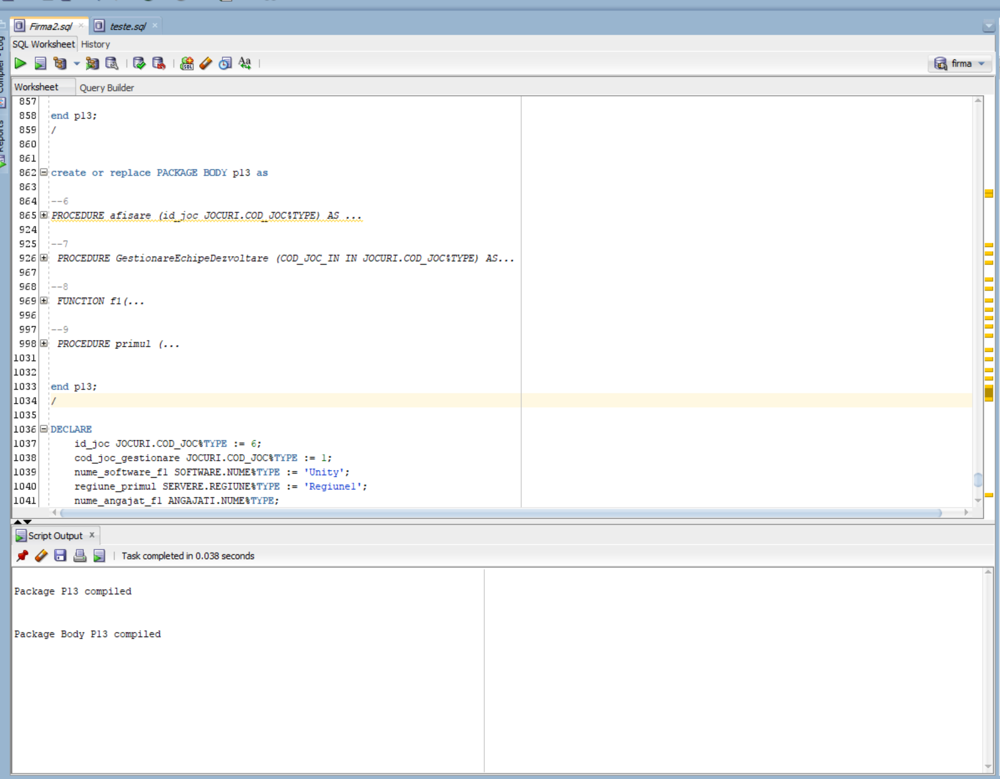 Firma2.sql
teste.sql
SQL Worksheet History
firma
Worksheet Query Builder
857
858 end p13;
859 /
860
861
862 create or replace PACKAGE BODY p13 as
863
864 --6
865 PROCEDURE afisare (id_joc JOCURI.COD_JOC%TYPE) AS ...
924
925 --7
926 PROCEDURE GestionareEchipeDezvoltare (COD_JOC_IN IN JOCURI.COD_JOC%TYPE) AS...
967
968 --8
969 FUNCTION f1(...
996
997 --9
998 PROCEDURE primul (...
1031
1032
1033 end p13;
1034 /
1035
1036 DECLARE
1037 id_joc JOCURI.COD_JOC%TYPE := 6;
1038 cod_joc_gestionare JOCURI.COD_JOC%TYPE := 1;
1039 nume_software_f1 SOFTWARE.NUME%TYPE := 'Unity';
1040 regiune_primul SERVERE.REGIUNE%TYPE := 'Regiune1';
1041 nume_angajat_f1 ANGAJATI.NUME%TYPE;
Script Output x
Task completed in 0.038 seconds
Package P13 compiled
Package Body P13 compiled
Reports